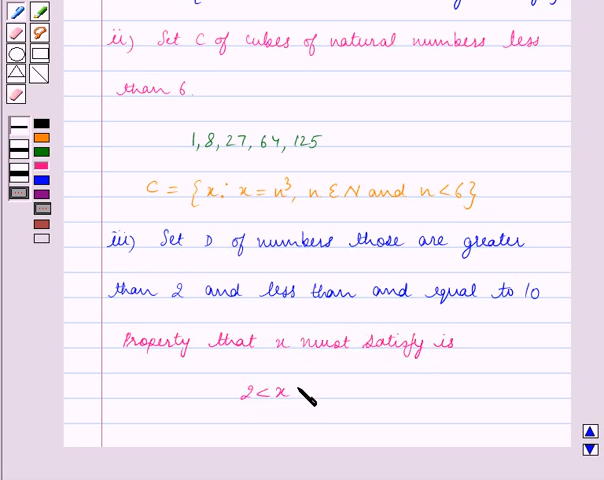 ii) Set C of cubes of natural numbers less
than 6.
1, 8, 27, 64, 125
C = {x : x = n³, n ∈ N and n < 6}
iii) Set D of numbers those are greater
than 2 and less than and equal to 10
Property that x must satisfy is
2 < x